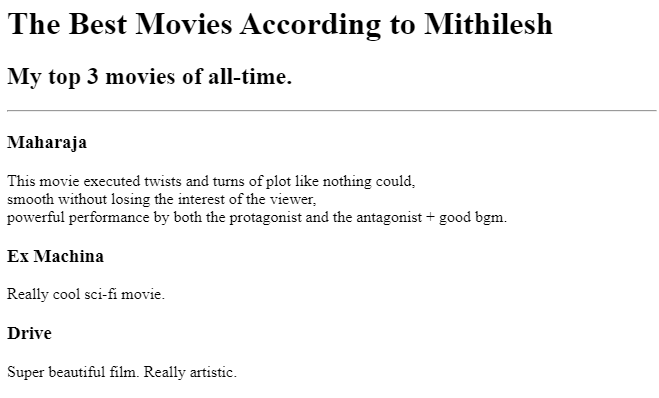 The Best Movies According to Mithilesh
My top 3 movies of all-time.
Maharaja
This movie executed twists and turns of plot like nothing could,
smooth without losing the interest of the viewer,
powerful performance by both the protagonist and the antagonist + good bgm.
Ex Machina
Really cool sci-fi movie.
Drive
Super beautiful film. Really artistic.